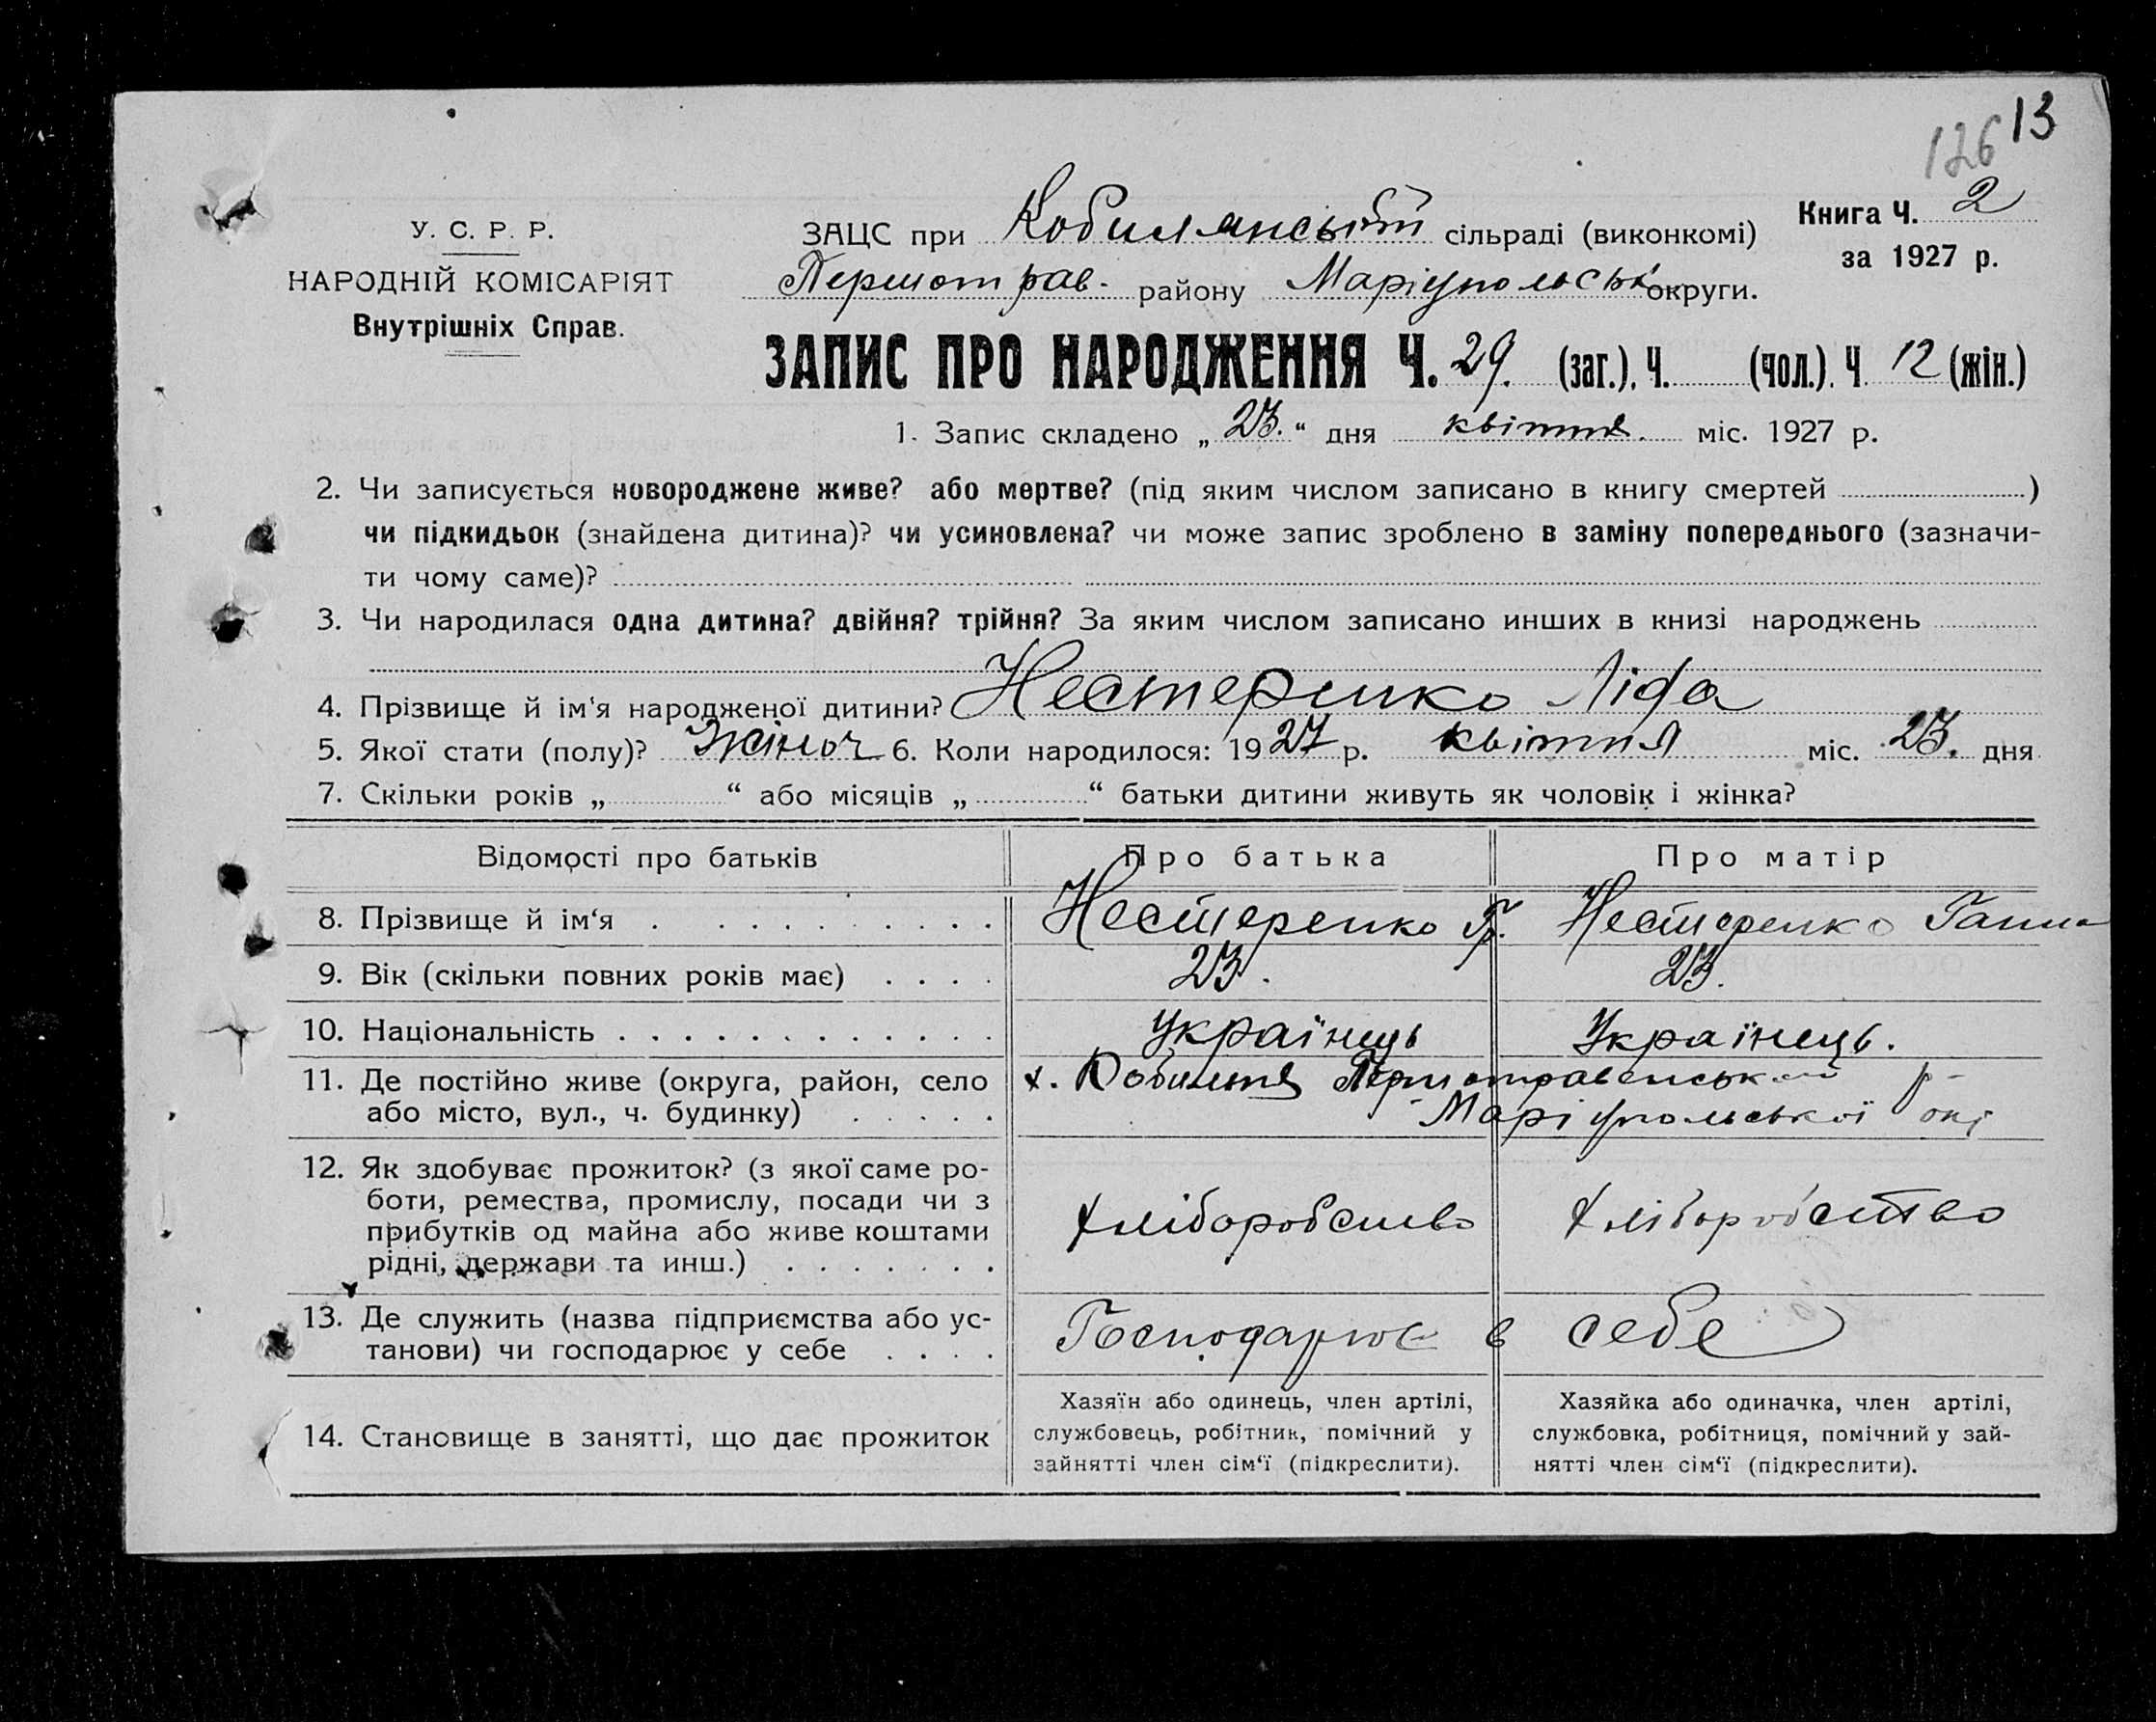 13
126
У. С. Р. Р.
НАРОДНІЙ КОМІСАРІЯТ
Внутрішніх Справ.
ЗАЦС при Кобилянській сільраді (виконкомі)
Першотрав. району Маріупольськ округи.
Книга Ч. 2
за 1927 р.
ЗАПИС ПРО НАРОДЖЕННЯ Ч. 29. (заг.), Ч. (чол.). Ч 12 (жін.)
1. Запис складено „ 23. “ дня квітня. міс. 1927 р.
2. Чи записується новороджене живе? або мертве? (під яким числом записано в книгу смертей )
чи підкидьок (знайдена дитина)? чи усиновлена? чи може запис зроблено в заміну попереднього (зазначи-
ти чому саме)?
3. Чи народилася одна дитина? двійня? трійня? За яким числом записано инших в книзі народжень
4. Прізвище й ім'я народженої дитини? Нестеренко Ліда
5. Якої стати (полу)? Жіноч 6. Коли народилося: 1927 р. квітня міс. 23. дня
7. Скільки років „ “ або місяців „ “ батьки дитини живуть як чоловік і жінка?
Відомості про батьків Про батька Про матір
8. Прізвище й ім‘я . . . . . . . . . . Нестеренко Гр. Нестеренко Ганна
9. Вік (скільки повних років має) . . . . 23. 23.
10. Національність . . . . . . . . . . . . Українець Українець.
11. Де постійно живе (округа, район, село х. Кобильня Першотравенський р-
або місто, вул., ч. будинку) . . . . . Маріупольської окр
12. Як здобуває прожиток? (з якої саме ро-
боти, ремества, промислу, посади чи з
прибутків од майна або живе коштами хліборобство хліборобство
рідні, держави та инш.) . . . . . . .
13. Де служить (назва підприємства або ус-
танови) чи господарює у себе . . . . Господарює в себе
14. Становище в занятті, що дає прожиток
Хазяїн або одинець, член артілі,
службовець, робітник, помічний у
зайнятті член сім‘ї (підкреслити).
Хазяйка або одиначка, член артілі,
службовка, робітниця, помічний у зай-
нятті член сім‘ї (підкреслити).